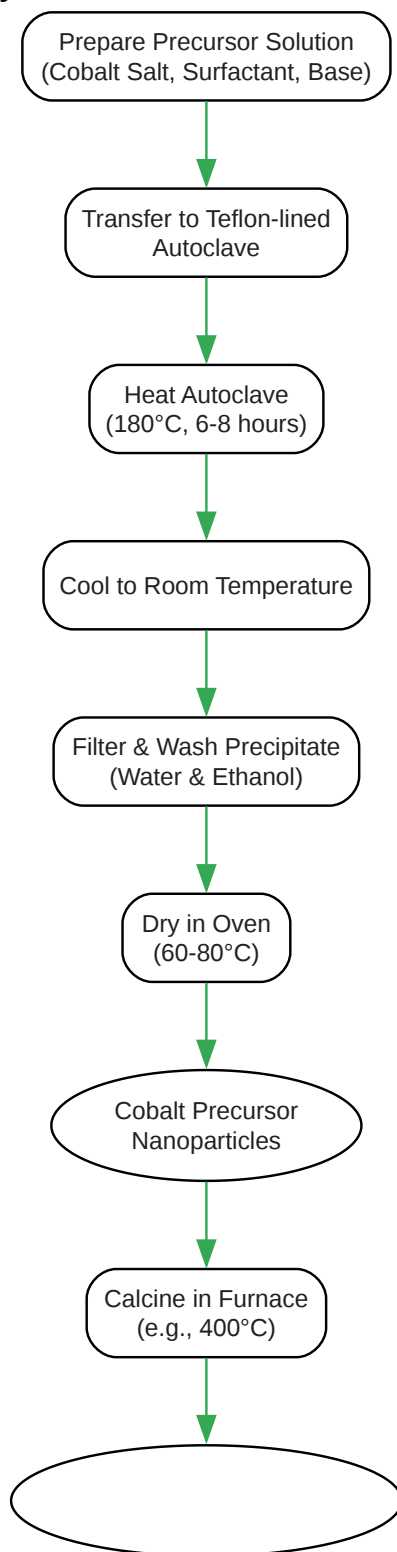 Prepare Precursor Solution
(Cobalt Salt, Surfactant, Base)
Transfer to Teflon-lined
Autoclave
Heat Autoclave
(180°C, 6-8 hours)
Cool to Room Temperature
Filter & Wash Precipitate
(Water & Ethanol)
Dry in Oven
(60-80°C)
Cobalt Precursor
Nanoparticles
Calcine in Furnace
(e.g., 400°C)